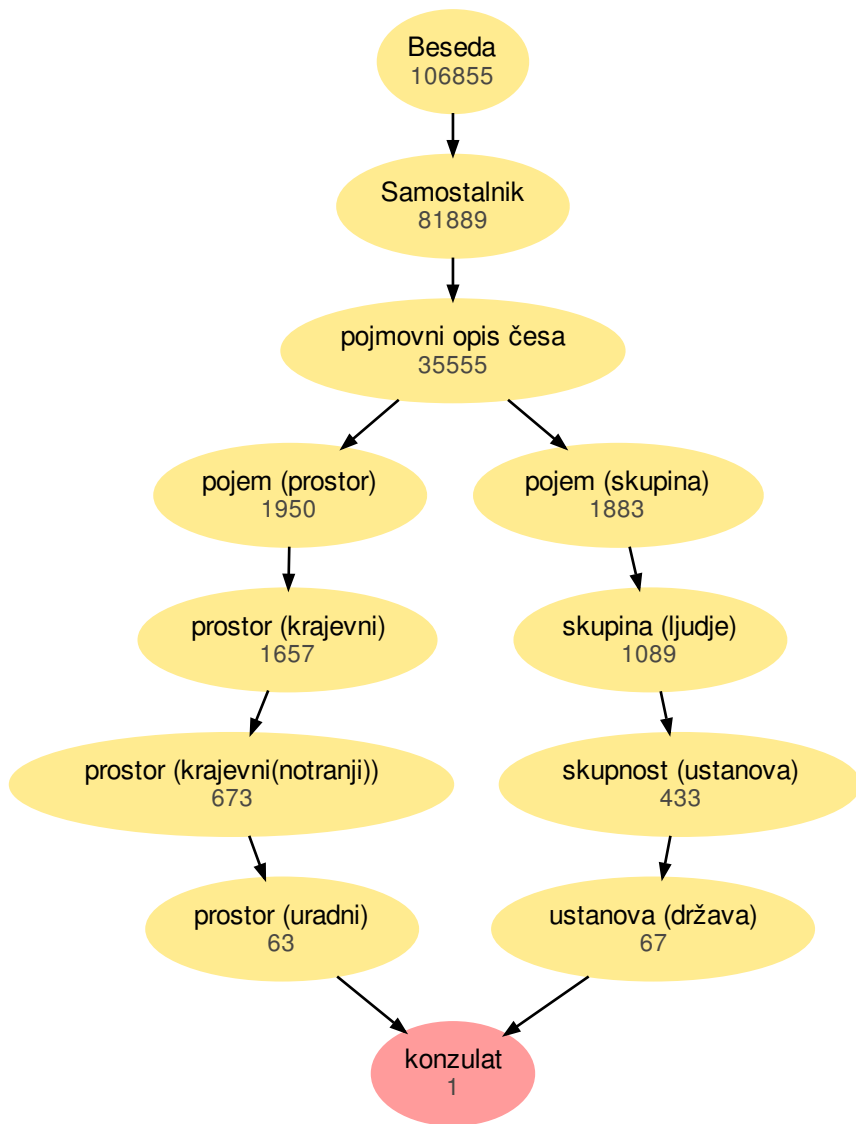 Beseda
106855
Samostalnik
81889
pojmovni opis česa
35555
pojem (prostor)
1950
pojem (skupina)
1883
prostor (krajevni)
1657
skupina (ljudje)
1089
prostor (krajevni(notranji))
673
skupnost (ustanova)
433
prostor (uradni)
63
ustanova (država)
67
konzulat
1